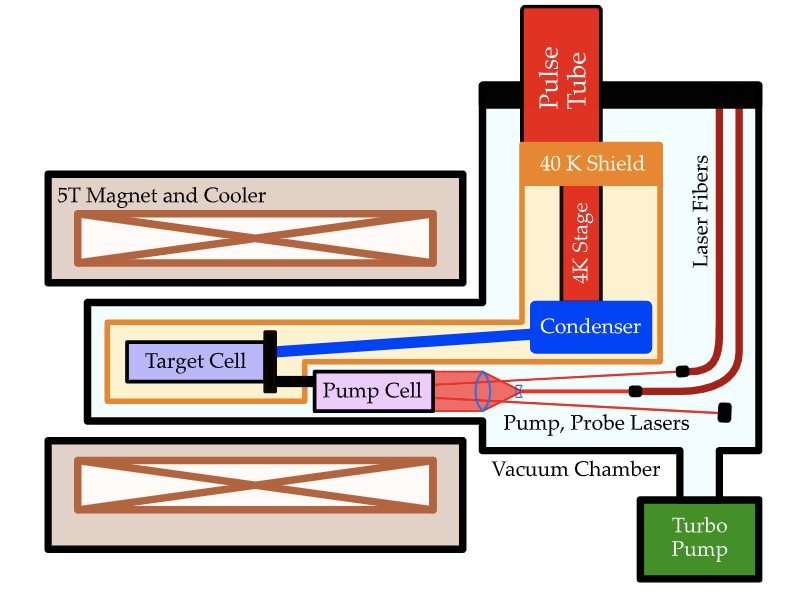 Pulse
Tube
40 K Shield
Laser Fibers
5T Magnet and Cooler
4K Stage
Condenser
Target Cell
Pump Cell
Pump, Probe Lasers
Vacuum Chamber
Turbo
Pump